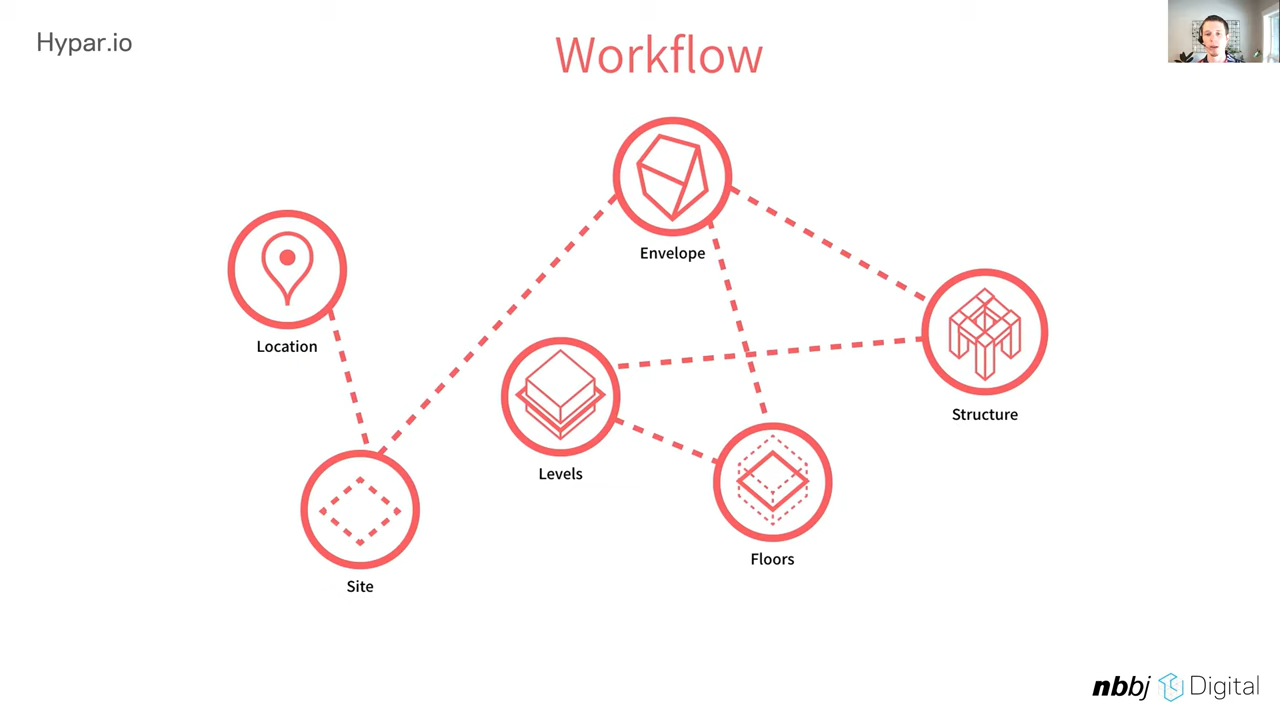 Hypar.io
Workflow
Envelope
Location
Structure
Levels
Floors
Site
nbbj Digital